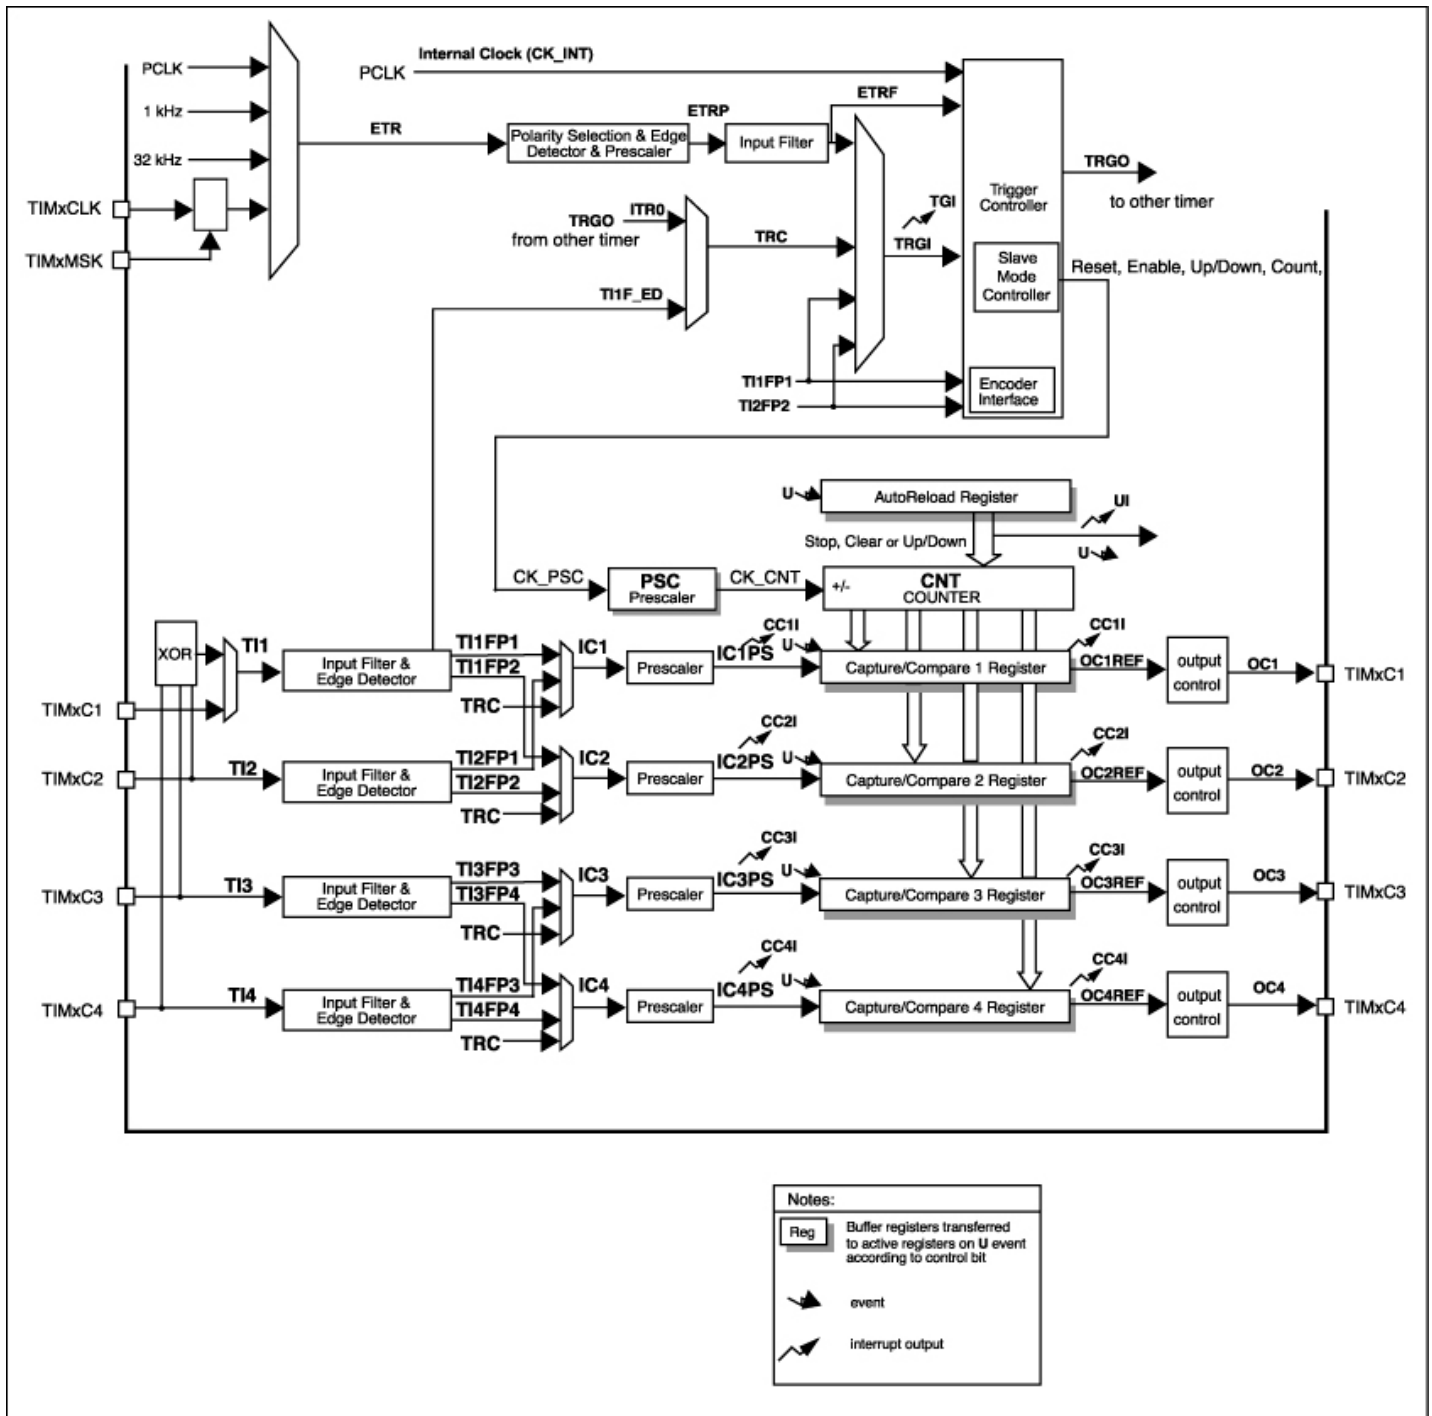 Internal Clock (CK_INT)
PCLK
PCLK
1 kHz
32 kHz
TIMxCLK
TIMxMSK
ETR
ETRP
ETRF
Polarity Selection & Edge
Detector & Prescaler
Input Filter
TRGO
to other timer
Trigger
Controller
TGI
TRGI
ITR0
TRGO
from other timer
TRC
TI1F_ED
Slave
Mode
Controller
Reset, Enable, Up/Down, Count,
TI1FP1
TI2FP2
Encoder
Interface
U
AutoReload Register
UI
Stop, Clear or Up/Down
U
CK_PSC
PSC
Prescaler
CK_CNT
+/-
CNT
COUNTER
XOR
TI1
Input Filter &
Edge Detector
TI1FP1
TI1FP2
TRC
IC1
Prescaler
CC1I
IC1PS
U
Capture/Compare 1 Register
CC1I
OC1REF
output
control
OC1
TIMxC1
TIMxC1
TIMxC2
TI2
Input Filter &
Edge Detector
TI2FP1
TI2FP2
TRC
IC2
Prescaler
CC2I
IC2PS
U
Capture/Compare 2 Register
CC2I
OC2REF
output
control
OC2
TIMxC2
TIMxC3
TI3
Input Filter &
Edge Detector
TI3FP3
TI3FP4
TRC
IC3
Prescaler
CC3I
IC3PS
U
Capture/Compare 3 Register
CC3I
OC3REF
output
control
OC3
TIMxC3
TIMxC4
TI4
Input Filter &
Edge Detector
TI4FP3
TI4FP4
TRC
IC4
Prescaler
CC4I
IC4PS
U
Capture/Compare 4 Register
CC4I
OC4REF
output
control
OC4
TIMxC4
Notes:
Reg
Buffer registers transferred
to active registers on U event
according to control bit
event
interrupt output